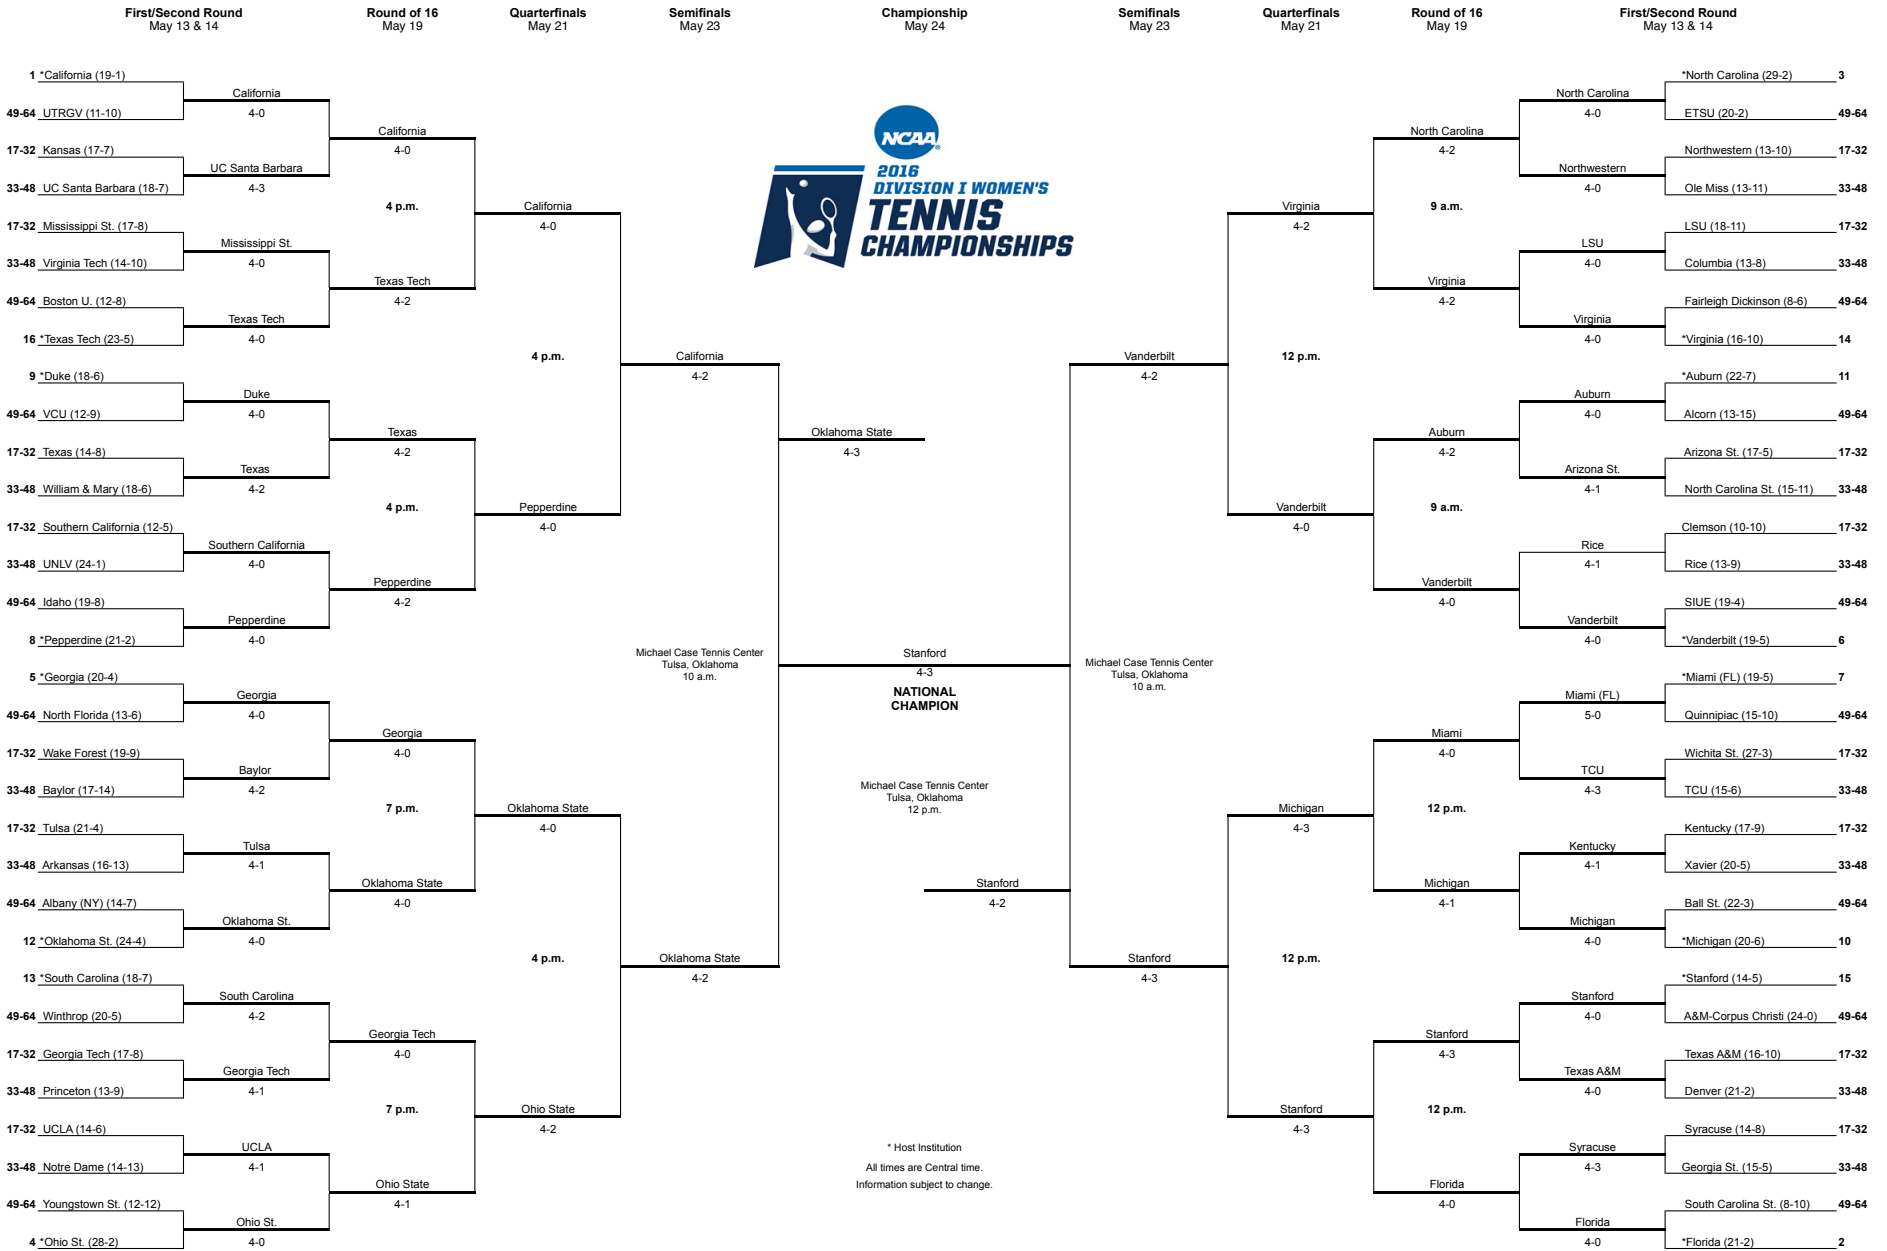 First/Second Round
May 13 & 14
Round of 16
May 19
Quarterfinals
May 21
Semifinals
May 23
Championship
May 24
Semifinals
May 23
Quarterfinals
May 21
Round of 16
May 19
First/Second Round
May 13 & 14
1 *California (19-1)
49-64 UTRGV (11-10)
17-32 Kansas (17-7)
33-48 UC Santa Barbara (18-7)
17-32 Mississippi St. (17-8)
33-48 Virginia Tech (14-10)
49-64 Boston U. (12-8)
16 *Texas Tech (23-5)
9 *Duke (18-6)
49-64 VCU (12-9)
17-32 Texas (14-8)
33-48 William & Mary (18-6)
17-32 Southern California (12-5)
33-48 UNLV (24-1)
49-64 Idaho (19-8)
8 *Pepperdine (21-2)
5 *Georgia (20-4)
49-64 North Florida (13-6)
17-32 Wake Forest (19-9)
33-48 Baylor (17-14)
17-32 Tulsa (21-4)
33-48 Arkansas (16-13)
49-64 Albany (NY) (14-7)
12 *Oklahoma St. (24-4)
13 *South Carolina (18-7)
49-64 Winthrop (20-5)
17-32 Georgia Tech (17-8)
33-48 Princeton (13-9)
17-32 UCLA (14-6)
33-48 Notre Dame (14-13)
49-64 Youngstown St. (12-12)
4 *Ohio St. (28-2)
California
4-0
UC Santa Barbara
4-3
Mississippi St.
4-0
Texas Tech
4-0
Duke
4-0
Texas
4-2
Southern California
4-0
Pepperdine
4-0
Georgia
4-0
Baylor
4-2
Tulsa
4-1
Oklahoma St.
4-0
South Carolina
4-2
Georgia Tech
4-1
UCLA
4-1
Ohio St.
4-0
California
4-0
4 p.m.
Texas Tech
4-2
Texas
4-2
4 p.m.
Pepperdine
4-2
Georgia
4-0
7 p.m.
Oklahoma State
4-0
Georgia Tech
4-0
7 p.m.
Ohio State
4-1
California
4-0
4 p.m.
Pepperdine
4-0
Oklahoma State
4-0
4 p.m.
Ohio State
4-2
California
4-2
Michael Case Tennis Center
Tulsa, Oklahoma
10 a.m.
Oklahoma State
4-2
NCAA
2016
DIVISION I WOMEN'S
TENNIS
CHAMPIONSHIPS
Oklahoma State
4-3
Stanford
4-3
NATIONAL
CHAMPION
Michael Case Tennis Center
Tulsa, Oklahoma
12 p.m.
Stanford
4-2
* Host Institution
All times are Central time.
Information subject to change.
Vanderbilt
4-2
Michael Case Tennis Center
Tulsa, Oklahoma
10 a.m.
Stanford
4-3
Virginia
4-2
12 p.m.
Vanderbilt
4-0
Michigan
4-3
12 p.m.
Stanford
4-3
North Carolina
4-2
9 a.m.
Virginia
4-2
Auburn
4-2
9 a.m.
Vanderbilt
4-0
Miami
4-0
12 p.m.
Michigan
4-1
Stanford
4-3
12 p.m.
Florida
4-0
North Carolina
4-0
Northwestern
4-0
LSU
4-0
Virginia
4-0
Auburn
4-0
Arizona St.
4-1
Rice
4-1
Vanderbilt
4-0
Miami (FL)
5-0
TCU
4-3
Kentucky
4-1
Michigan
4-0
Stanford
4-0
Texas A&M
4-0
Syracuse
4-3
Florida
4-0
*North Carolina (29-2) 3
ETSU (20-2) 49-64
Northwestern (13-10) 17-32
Ole Miss (13-11) 33-48
LSU (18-11) 17-32
Columbia (13-8) 33-48
Fairleigh Dickinson (8-6) 49-64
*Virginia (16-10) 14
*Auburn (22-7) 11
Alcorn (13-15) 49-64
Arizona St. (17-5) 17-32
North Carolina St. (15-11) 33-48
Clemson (10-10) 17-32
Rice (13-9) 33-48
SIUE (19-4) 49-64
*Vanderbilt (19-5) 6
*Miami (FL) (19-5) 7
Quinnipiac (15-10) 49-64
Wichita St. (27-3) 17-32
TCU (15-6) 33-48
Kentucky (17-9) 17-32
Xavier (20-5) 33-48
Ball St. (22-3) 49-64
*Michigan (20-6) 10
*Stanford (14-5) 15
A&M-Corpus Christi (24-0) 49-64
Texas A&M (16-10) 17-32
Denver (21-2) 33-48
Syracuse (14-8) 17-32
Georgia St. (15-5) 33-48
South Carolina St. (8-10) 49-64
*Florida (21-2) 2